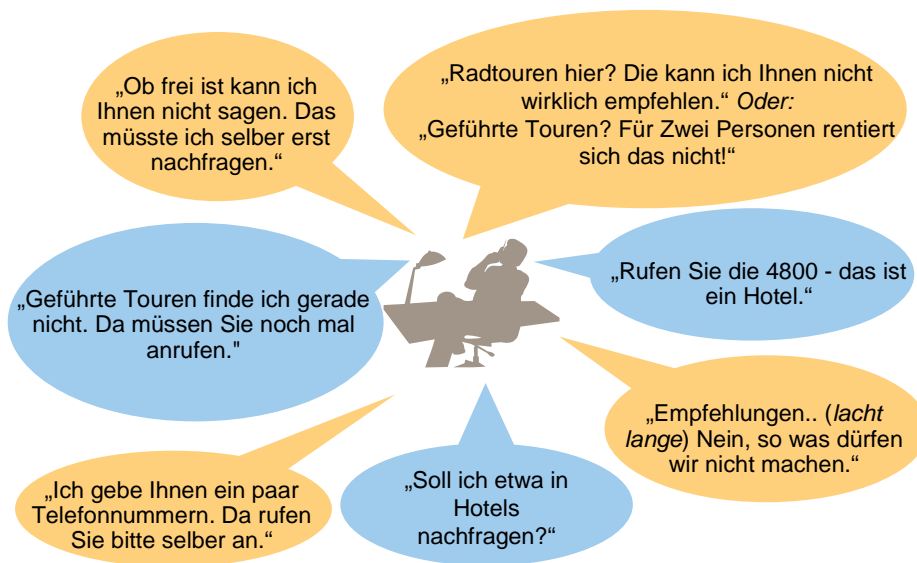 „Ob frei ist kann ich
Ihnen nicht sagen. Das
müsste ich selber erst
nachfragen.“
„Radtouren hier? Die kann ich Ihnen nicht
wirklich empfehlen.“ Oder:
„Geführte Touren? Für Zwei Personen rentiert
sich das nicht!“
„Geführte Touren finde ich gerade
nicht. Da müssen Sie noch mal
anrufen."
„Rufen Sie die 4800 - das ist
ein Hotel.“
„Empfehlungen.. (lacht
lange) Nein, so was dürfen
wir nicht machen.“
„Ich gebe Ihnen ein paar
Telefonnummern. Da rufen
Sie bitte selber an.“
„Soll ich etwa in
Hotels
nachfragen?“